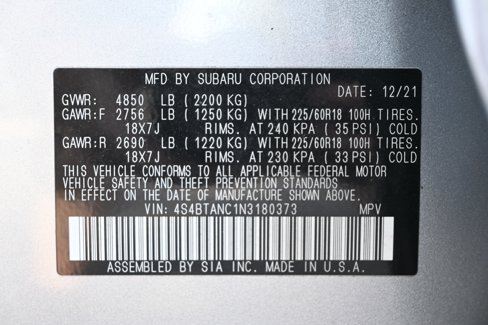 MFD BY SUBARU CORPORATION
DATE: 12/21
GVWR: 4850 LB ( 2200 KG)
GAWR:F 2756 LB ( 1250 KG) WITH 225/60R18 100H TIRES.
18X7J RIMS. AT 240 KPA ( 35 PSI) COLD
GAWR:R 2690 LB ( 1220 KG) WITH 225/60R18 100H TIRES.
18X7J RIMS. AT 230 KPA ( 33 PSI) COLD
THIS VEHICLE CONFORMS TO ALL APPLICABLE FEDERAL MOTOR
VEHICLE SAFETY AND THEFT PREVENTION STANDARDS
IN EFFECT ON THE DATE OF MANUFACTURE SHOWN ABOVE.
VIN: 4S4BTANC1N3180373 MPV
ASSEMBLED BY SIA INC. MADE IN U.S.A.